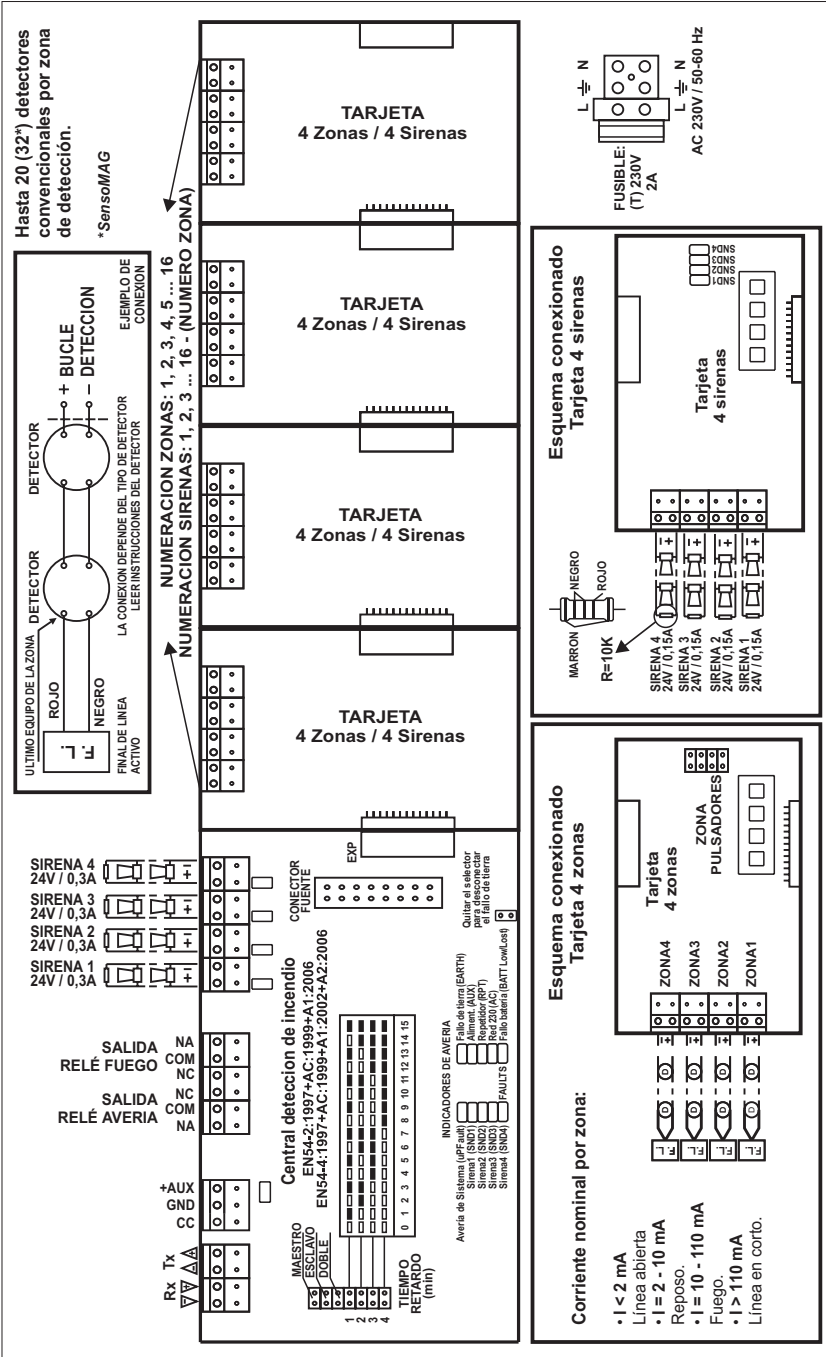 Hasta 20 (32*) detectores
convencionales por zona
de detección.
*SensoMAG
ULTIMO EQUIPO DE LA ZONA
DETECTOR
DETECTOR
ROJO
NEGRO
F. L.
FINAL DE LINEA
ACTIVO
+ BUCLE
– DETECCION
LA CONEXION DEPENDE DEL TIPO DE DETECTOR
LEER INSTRUCCIONES DEL DETECTOR
EJEMPLO DE
CONEXION
NUMERACION ZONAS: 1, 2, 3, 4, 5 ... 16
NUMERACION SIRENAS: 1, 2, 3 ... 16 - (NUMERO ZONA)
TARJETA
4 Zonas / 4 Sirenas
TARJETA
4 Zonas / 4 Sirenas
TARJETA
4 Zonas / 4 Sirenas
TARJETA
4 Zonas / 4 Sirenas
L N
L N
AC 230V / 50-60 Hz
FUSIBLE:
(T) 230V
2A
SIRENA 4
24V / 0,3A
SIRENA 3
24V / 0,3A
SIRENA 2
24V / 0,3A
SIRENA 1
24V / 0,3A
– +
– +
– +
– +
SALIDA
RELÉ FUEGO
NA
COM
NC
SALIDA
RELÉ AVERIA
NC
COM
NA
+AUX
GND
CC
Rx Tx
EXP
CONECTOR
FUENTE
Quitar el selector
para desconectar
el fallo de tierra
Central detección de incendio
EN54-2:1997+AC:1999+A1:2006
EN54-4:1997+AC:1999+A1:2002+A2:2006
MAESTRO
ESCLAVO
DOBLE
1
2
3
4
TIEMPO
RETARDO
(min)
0 1 2 3 4 5 6 7 8 9 10 11 12 13 14 15
INDICADORES DE AVERIA
Avería de Sistema (uPFault)
Sirena1 (SND1)
Sirena2 (SND2)
Sirena3 (SND3)
Sirena4 (SND4)
FAULTS
Fallo de tierra (EARTH)
Aliment. (AUX)
Repetidor (RPT)
Red 230 (AC)
Fallo batería (BATT Low/Lost)
Esquema conexionado
Tarjeta 4 sirenas
MARRON
NEGRO
ROJO
R=10K
SIRENA 4
24V / 0,15A
SIRENA 3
24V / 0,15A
SIRENA 2
24V / 0,15A
SIRENA 1
24V / 0,15A
– +
– +
– +
– +
Tarjeta
4 sirenas
SND1
SND2
SND3
SND4
Esquema conexionado
Tarjeta 4 zonas
Corriente nominal por zona:
• I < 2 mA
Línea abierta
• I = 2 - 10 mA
Reposo.
• I = 10 - 110 mA
Fuego.
• I > 110 mA
Línea en corto.
F.L. D D – + ZONA4
F.L. D D – + ZONA3
F.L. D D – + ZONA2
F.L. D D – + ZONA1
Tarjeta
4 zonas
ZONA
PULSADORES